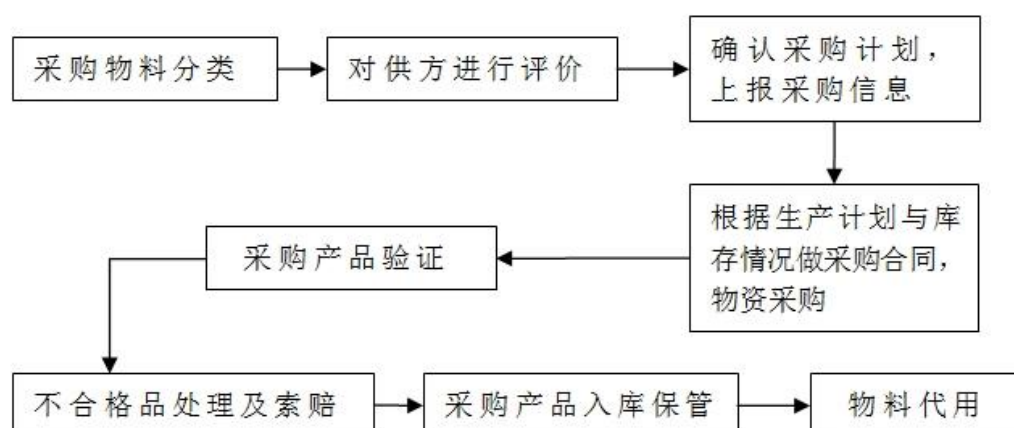 采购物料分类
对供方进行评价
确认采购计划，
上报采购信息
根据生产计划与库
存情况做采购合同，
物资采购
采购产品验证
不合格品处理及索赔
采购产品入库保管
物料代用